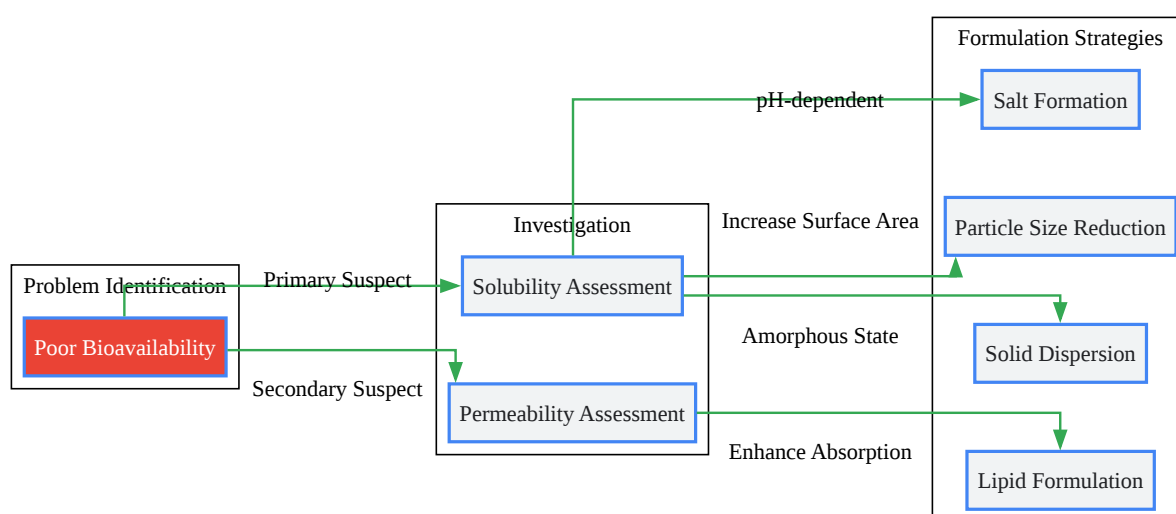 Formulation Strategies
Salt Formation
pH-dependent
Particle Size Reduction
Increase Surface Area
Investigation
Solubility Assessment
Primary Suspect
Problem Identification
Poor Bioavailability
Amorphous State
Solid Dispersion
Secondary Suspect
Permeability Assessment
Enhance Absorption
Lipid Formulation